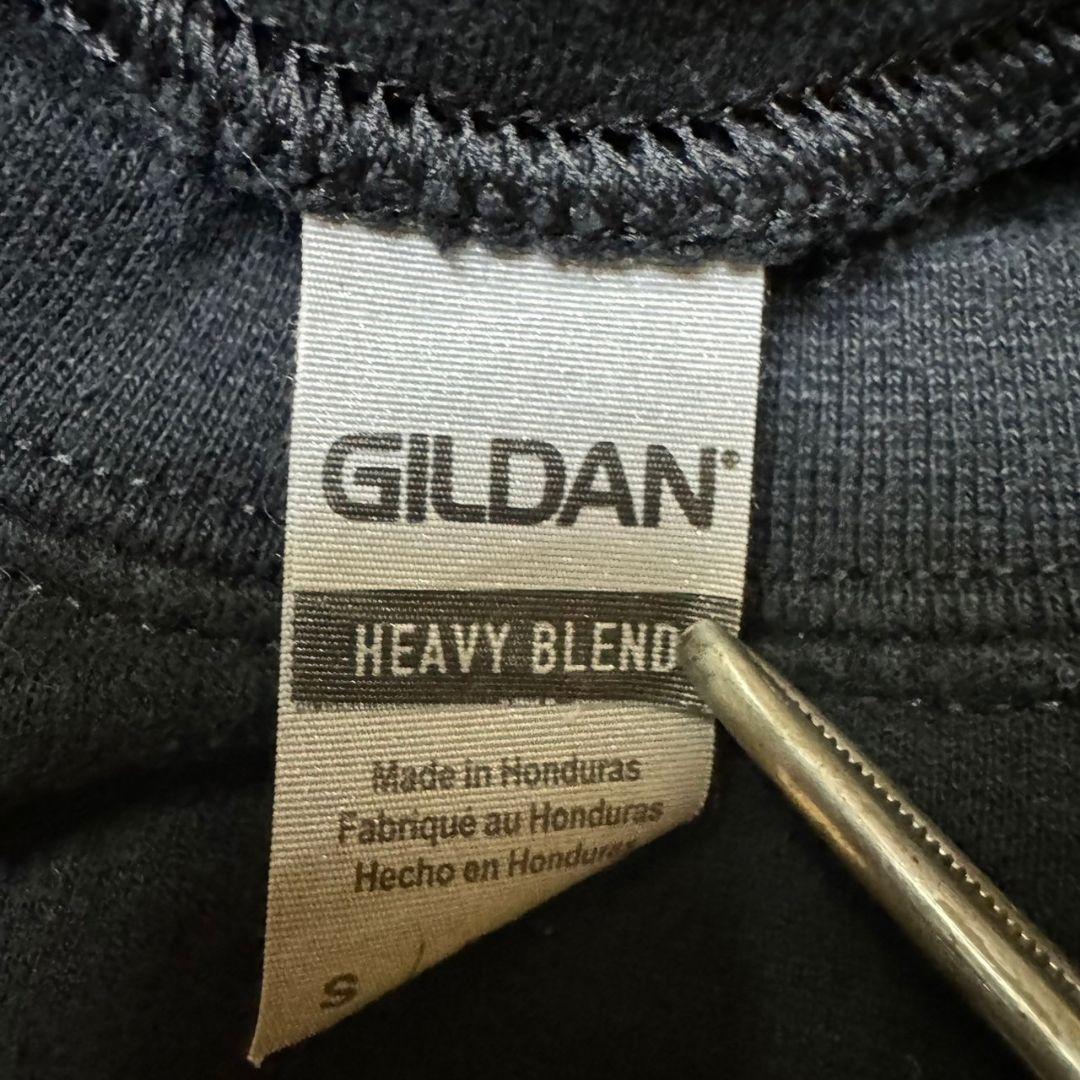 GILDAN®
HEAVY BLEND
Made in Honduras
Fabriqué au Honduras
Hecho en Honduras
S